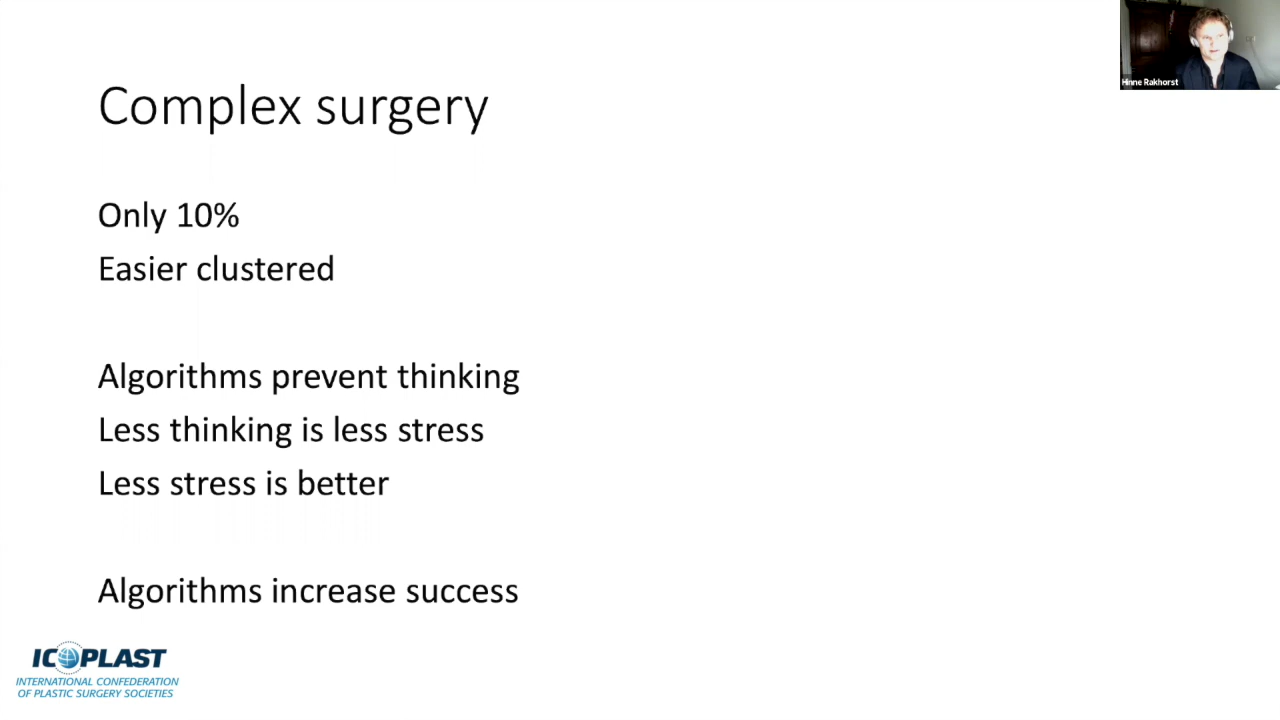 Hinne Rakhorst
Complex surgery
Only 10%
Easier clustered
Algorithms prevent thinking
Less thinking is less stress
Less stress is better
Algorithms increase success
ICOPLAST
INTERNATIONAL CONFEDERATION
OF PLASTIC SURGERY SOCIETIES